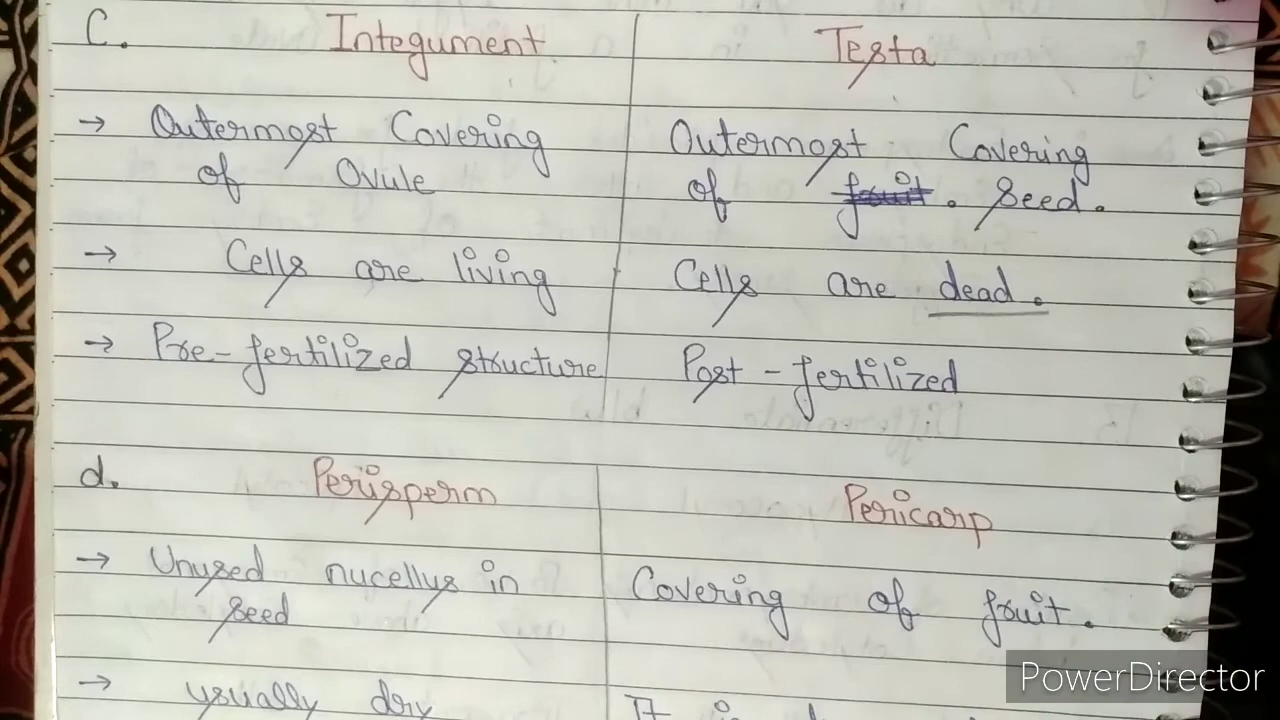 C. Integument Testa
→ Outermost Covering Outermost Covering
of Ovule of fruit . Seed.
→ Cells are living Cells are dead.
→ Pre-fertilized structure Post-fertilized
d. Perisperm Pericarp
→ Unused nucellus in Covering of fruit.
seed
→ usually dry
PowerDirector